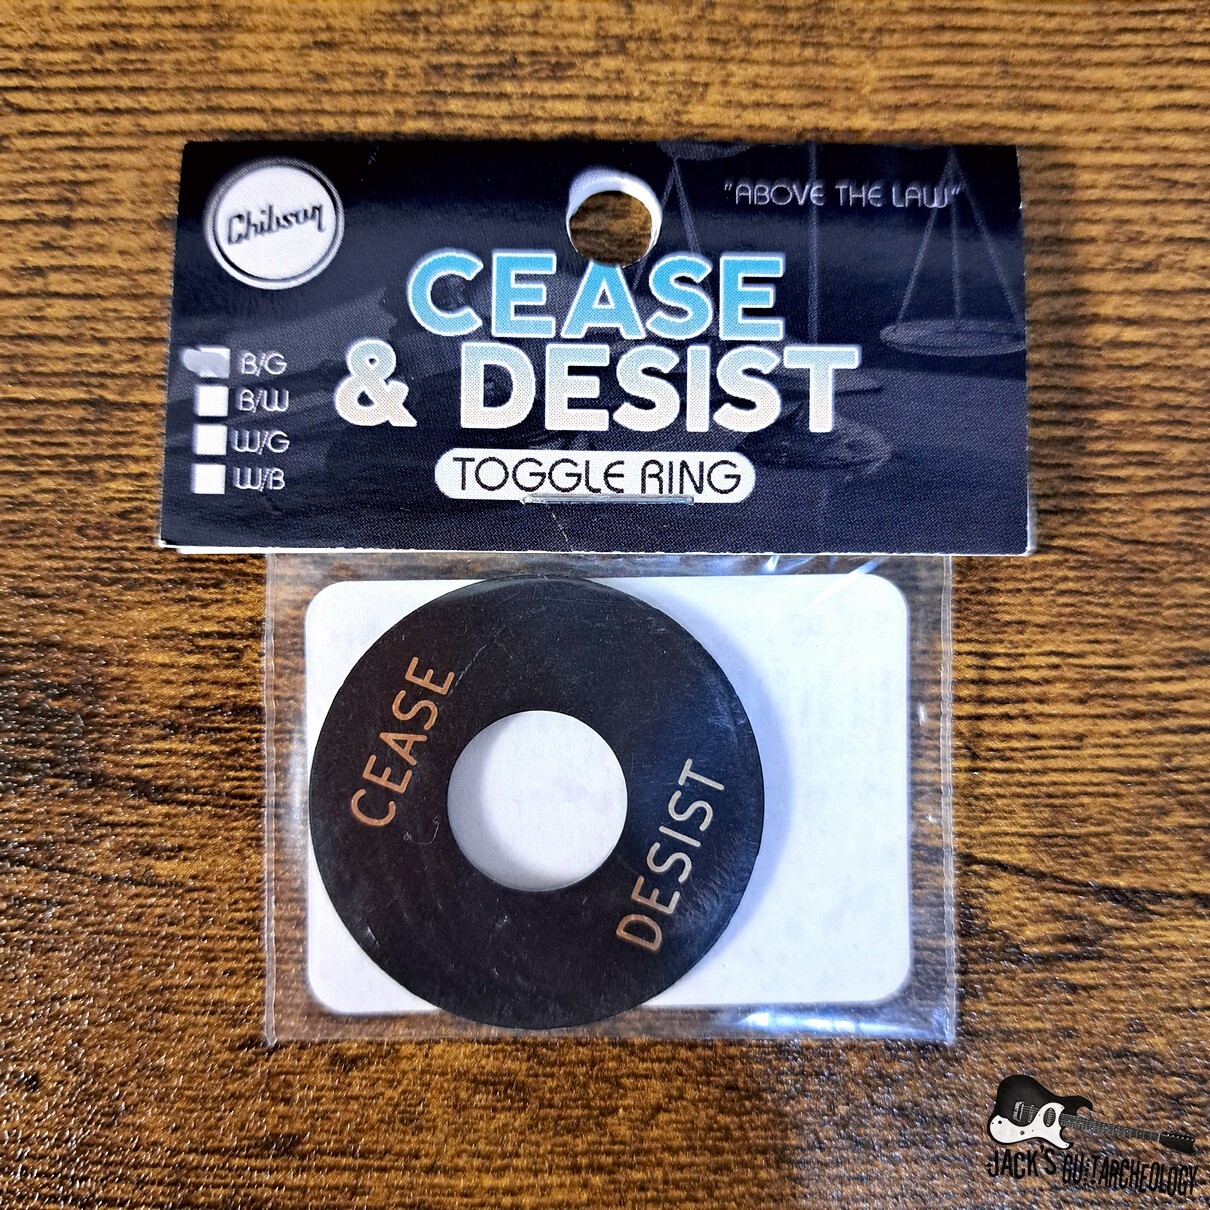 Chibson
"ABOVE THE LAW"
CEASE
& DESIST
TOGGLE RING
B/G
B/W
W/G
W/B
CEASE
DESIST
JACK'S GUITARCHEOLOGY